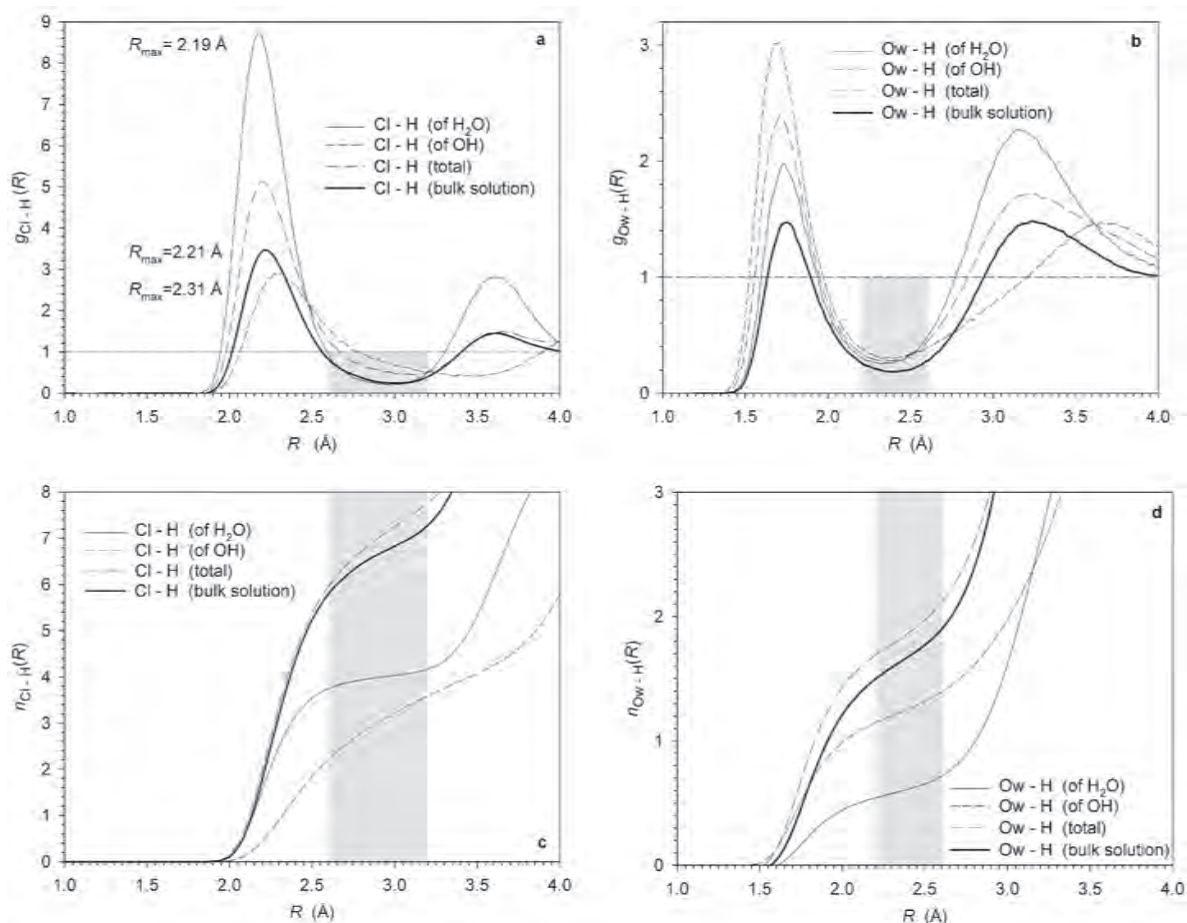 a
R_max = 2.19 Å
R_max = 2.21 Å
R_max = 2.31 Å
Cl - H (of H₂O)
Cl - H (of OH)
Cl - H (total)
Cl - H (bulk solution)
g_Cl - H(R)
9
8
7
6
5
4
3
2
1
0
1.0 1.5 2.0 2.5 3.0 3.5 4.0
R (Å)
b
Ow - H (of H₂O)
Ow - H (of OH)
Ow - H (total)
Ow - H (bulk solution)
g_Ow - H(R)
3
2
1
0
1.0 1.5 2.0 2.5 3.0 3.5 4.0
R (Å)
Cl - H (of H₂O)
Cl - H (of OH)
Cl - H (total)
Cl - H (bulk solution)
n_Cl - H(R)
8
7
6
5
4
3
2
1
0
c
1.0 1.5 2.0 2.5 3.0 3.5 4.0
R (Å)
d
n_Ow - H(R)
3
2
1
0
Ow - H (of H₂O)
Ow - H (of OH)
Ow - H (total)
Ow - H (bulk solution)
1.0 1.5 2.0 2.5 3.0 3.5 4.0
R (Å)